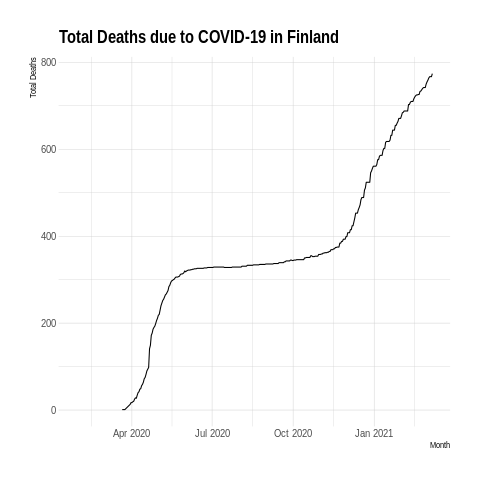 Total Deaths due to COVID-19 in Finland
Total Deaths
800
600
400
200
0
Apr 2020 Jul 2020 Oct 2020 Jan 2021
Month